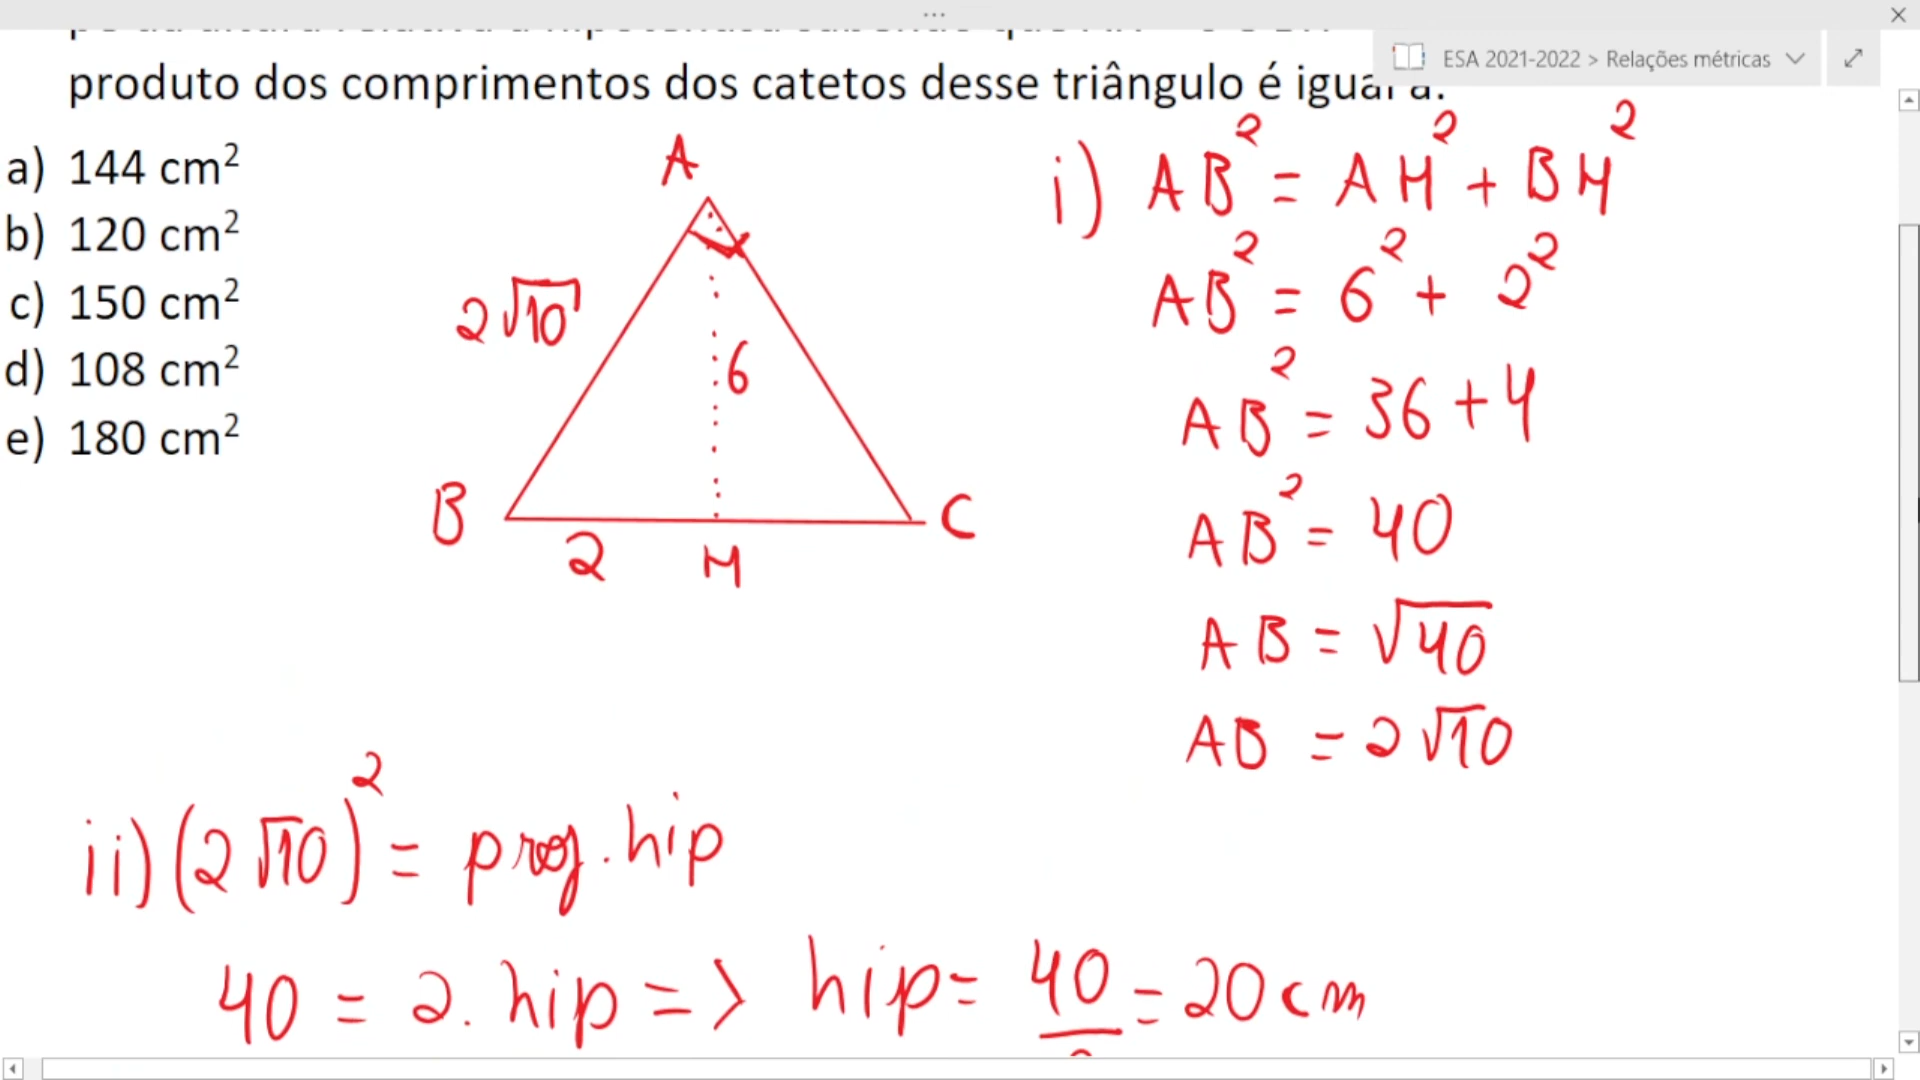 ESA 2021-2022 > Relações métricas
produto dos comprimentos dos catetos desse triângulo é igual a:
a) 144 cm²
b) 120 cm²
c) 150 cm²
d) 108 cm²
e) 180 cm²
A
2√10
6
B
2
H
C
i) AB² = AH² + BH²
AB² = 6² + 2²
AB² = 36 + 4
AB² = 40
AB = √40
AB = 2√10
ii) (2√10)² = proj. hip
40 = 2. hip => hip = 40/2 = 20 cm